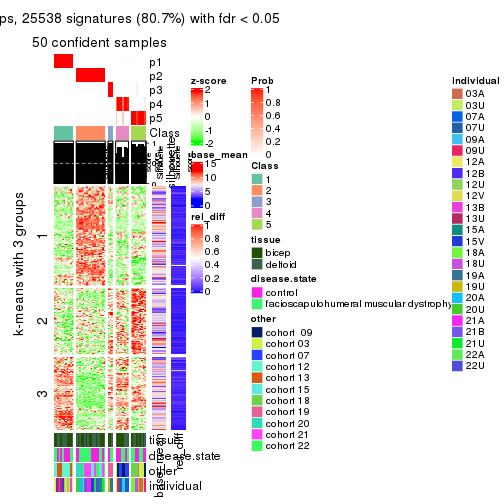 ps, 25538 signatures (80.7%) with fdr < 0.05
50 confident samples
p1
p2
p3
p4
p5
Class
1
silhouette
z-score
2
1
0
-1
-2
base_mean
15
10
5
0
rel_diff
1
0.8
0.6
0.4
0.2
0
Prob
1
0.8
0.6
0.4
0.2
0
Class
1
2
3
4
5
tissue
bicep
deltoid
disease.state
control
facioscapulohumeral muscular dystrophy
other
cohort 09
cohort 03
cohort 07
cohort 12
cohort 13
cohort 15
cohort 18
cohort 19
cohort 20
cohort 21
cohort 22
individual
03A
03U
07A
07U
09A
09U
12A
12B
12U
12V
13B
13U
15A
15V
18A
18U
19A
19U
20A
20U
21A
21B
21U
22A
22U
k-means with 3 groups
1
2
3
tissue
disease.state
other
individual
base_mean
rel_diff